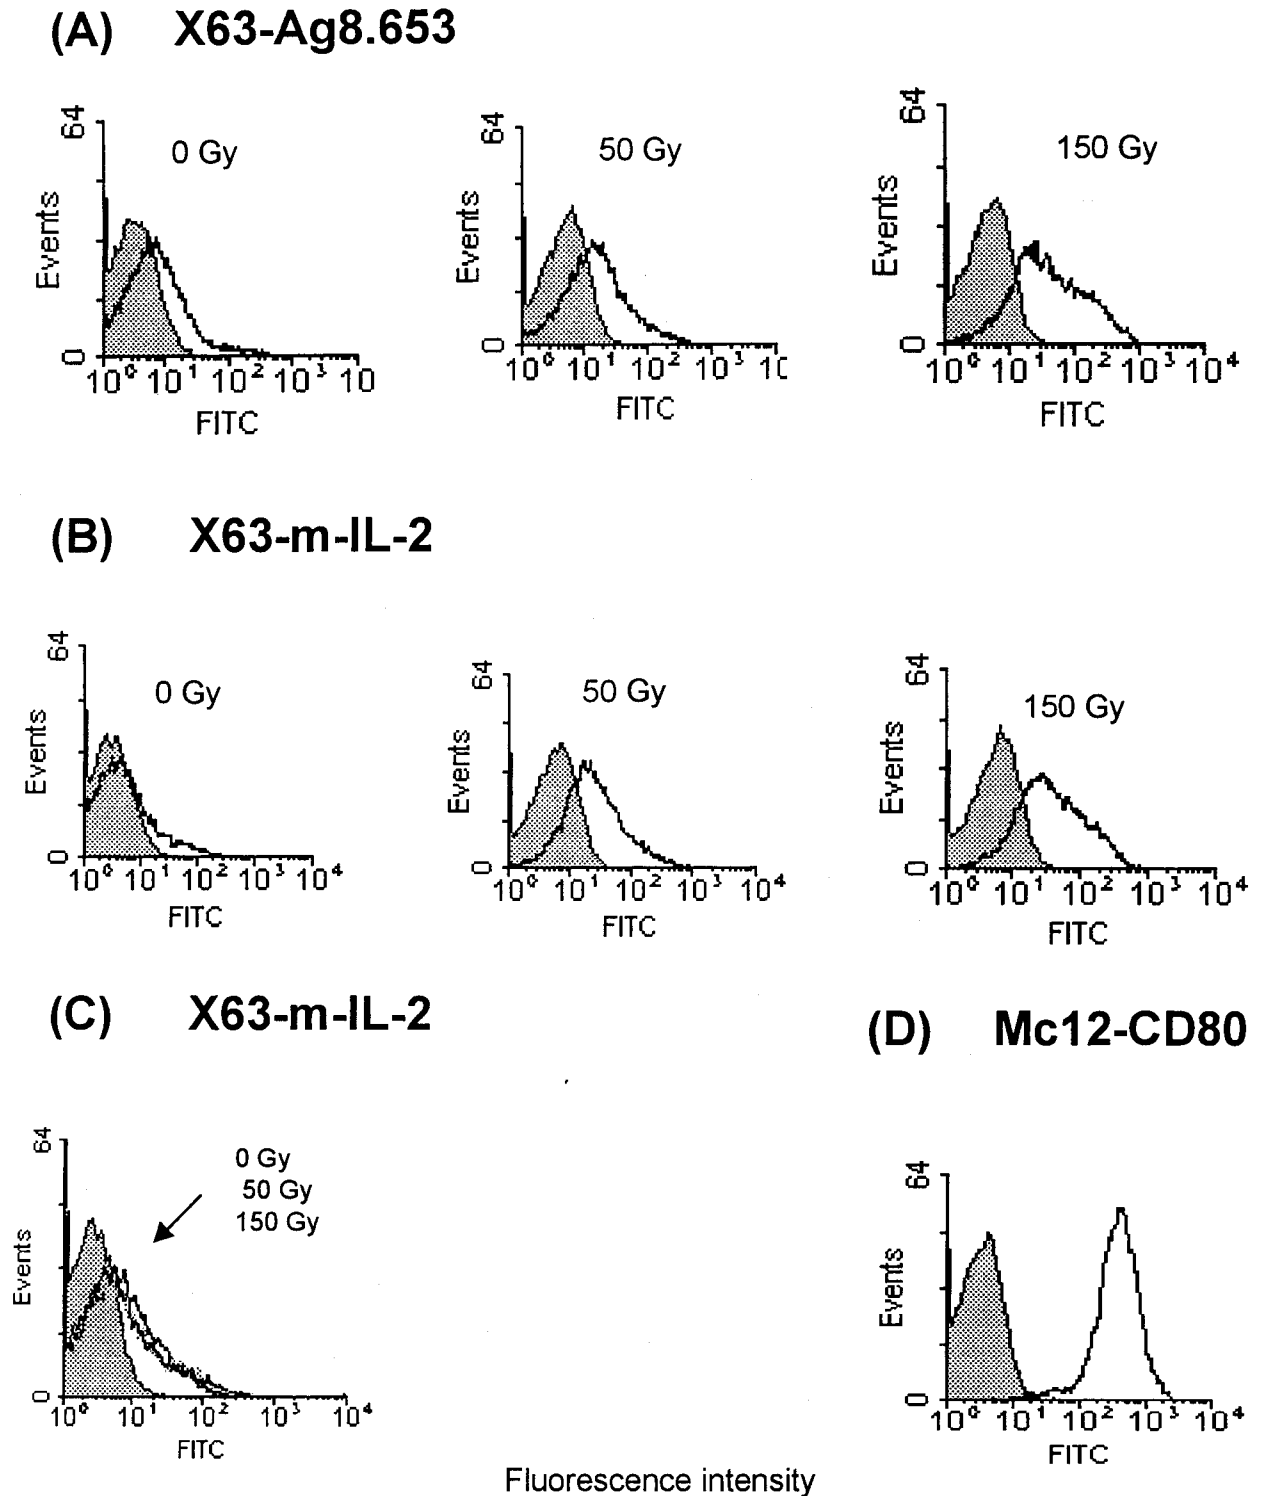 (A) X63-Ag8.653
64
Events
0
0 Gy
10⁰ 10¹ 10² 10³ 10
FITC
64
Events
0
50 Gy
10⁰ 10¹ 10² 10³
FITC
64
Events
0
150 Gy
10⁰ 10¹ 10² 10³ 10⁴
FITC
(B) X63-m-IL-2
64
Events
0
0 Gy
10⁰ 10¹ 10² 10³ 10⁴
FITC
64
Events
0
50 Gy
10⁰ 10¹ 10² 10³ 10⁴
FITC
64
Events
0
150 Gy
10⁰ 10¹ 10² 10³ 10⁴
FITC
(C) X63-m-IL-2
64
Events
0
0 Gy
50 Gy
150 Gy
10⁰ 10¹ 10² 10³ 10⁴
FITC
(D) Mc12-CD80
64
Events
0
10⁰ 10¹ 10² 10³ 10⁴
FITC
Fluorescence intensity